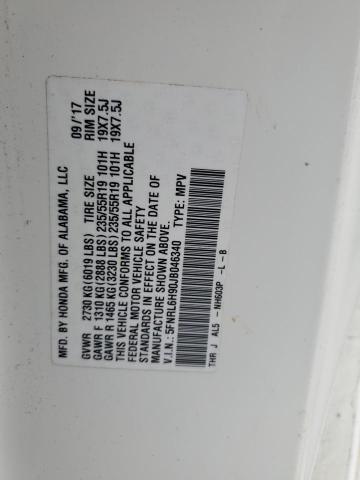 MFD. BY HONDA MFG. OF ALABAMA, LLC 09/'17
GVWR 2730 KG(6019 LBS) TIRE SIZE RIM SIZE
GAWR F 1310 KG(2888 LBS) 235/55R19 101H 19X7.5J
GAWR R 1465 KG(3230 LBS) 235/55R19 101H 19X7.5J
THIS VEHICLE CONFORMS TO ALL APPLICABLE
FEDERAL MOTOR VEHICLE SAFETY
STANDARDS IN EFFECT ON THE DATE OF
MANUFACTURE SHOWN ABOVE.
V.I.N.: 5FNRL6H90JB046340 TYPE: MPV
THR J AL5 -NH603P -L -B